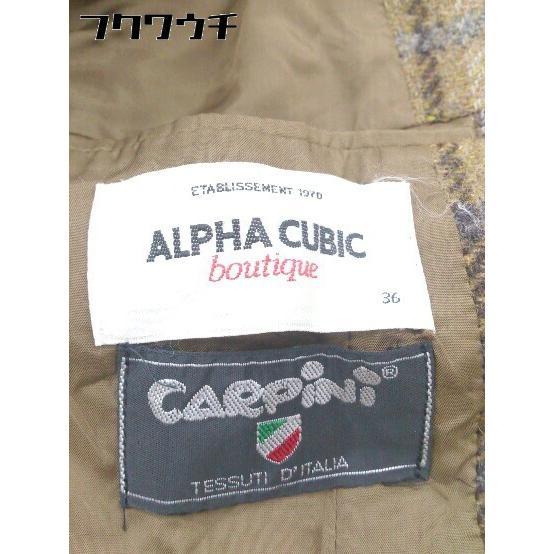 フクワウチ
ETABLISSEMENT 1970
ALPHA CUBIC
boutique
36
CARPINI®
TESSUTI D'ITALIA